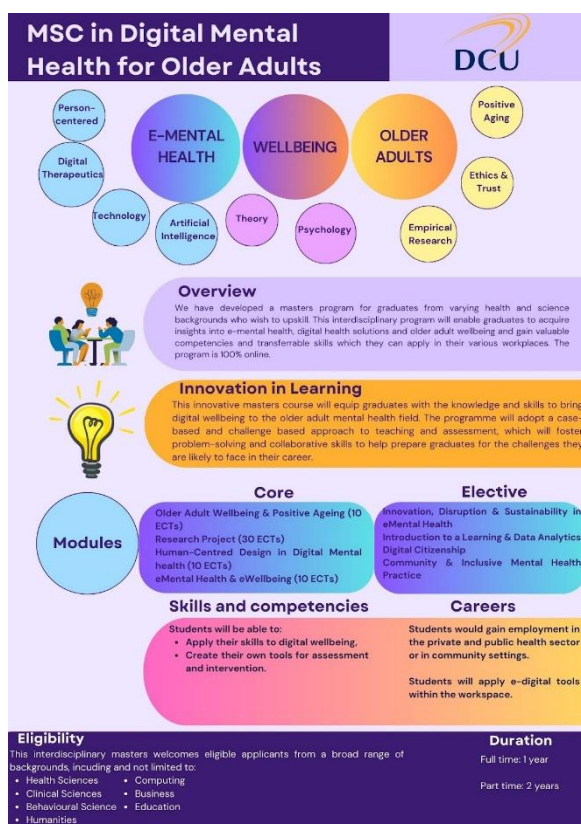 MSC in Digital Mental
Health for Older Adults
DCU
Person-
centered
E-MENTAL
HEALTH
WELLBEING
OLDER
ADULTS
Positive
Aging
Digital
Therapeutics
Ethics &
Trust
Technology
Artificial
Intelligence
Theory
Psychology
Empirical
Research
Overview
We have developed a masters program for graduates from varying health and science
backgrounds who wish to upskill. This interdisciplinary program will enable graduates to acquire
insights into e-mental health, digital health solutions and older adult wellbeing and gain valuable
competencies and transferrable skills which they can apply in their various workplaces. The
program is 100% online.
Innovation in Learning
This innovative masters course will equip graduates with the knowledge and skills to bring
digital wellbeing to the older adult mental health field. The programme will adopt a case-
based and challenge based approach to teaching and assessment, which will foster
problem-solving and collaborative skills to help prepare graduates for the challenges they
are likely to face in their career.
Modules
Core
Older Adult Wellbeing & Positive Ageing (10
ECTs)
Research Project (30 ECTs)
Human-Centred Design in Digital Mental
health (10 ECTs)
eMental Health & eWellbeing (10 ECTs)
Elective
Innovation, Disruption & Sustainability in
eMental Health
Introduction to a Learning & Data Analytics
Digital Citizenship
Community & Inclusive Mental Health
Practice
Skills and competencies
Students will be able to:
• Apply their skills to digital wellbeing,
• Create their own tools for assessment
and intervention.
Careers
Students would gain employment in
the private and public health sector
or in community settings.
Students will apply e-digital tools
within the workspace.
Eligibility
This interdisciplinary masters welcomes eligible applicants from a broad range of
backgrounds, incuding and not limited to:
• Health Sciences
• Clinical Sciences
• Behavioural Science
• Humanities
• Computing
• Business
• Education
Duration
Full time: 1 year
Part time: 2 years